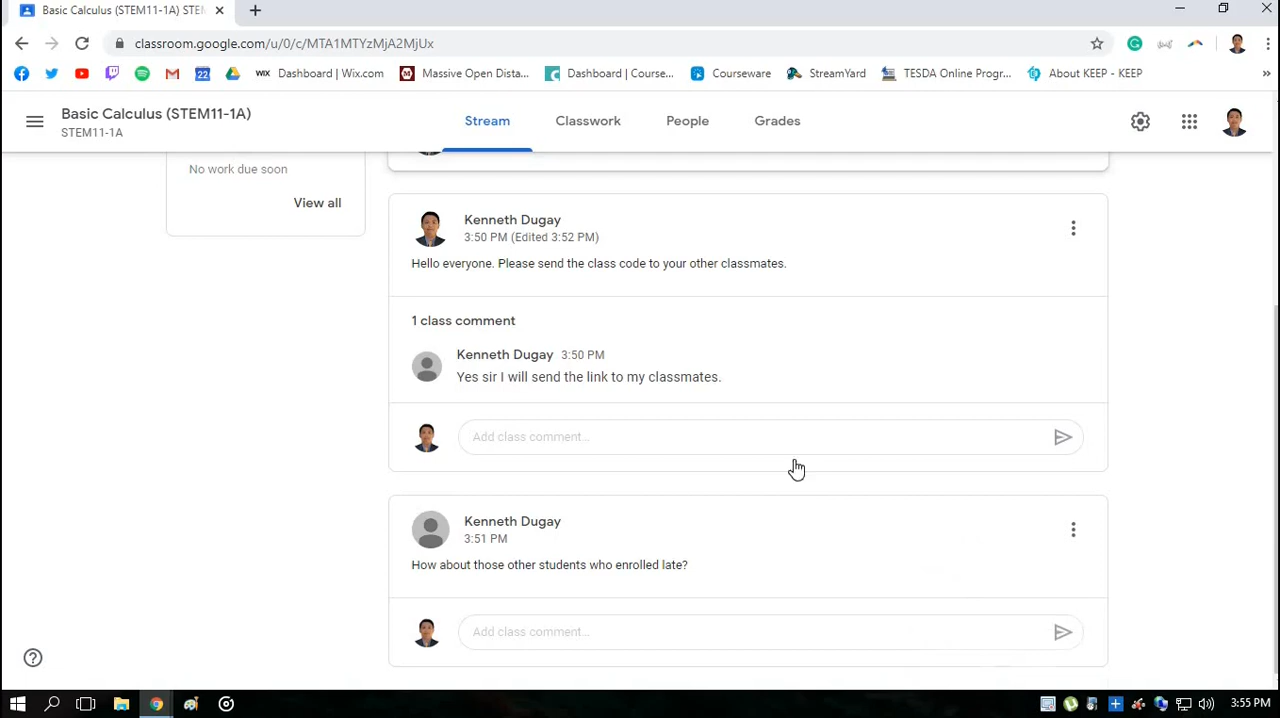 Basic Calculus (STEM11-1A) STEM
classroom.google.com/u/0/c/MTA1MTYzMjA2MjUx
22
WIX Dashboard | Wix.com
Massive Open Dista...
Dashboard | Course...
Courseware
StreamYard
TESDA Online Progr...
About KEEP - KEEP
Basic Calculus (STEM11-1A)
STEM11-1A
Stream
Classwork
People
Grades
No work due soon
View all
Kenneth Dugay
3:50 PM (Edited 3:52 PM)
Hello everyone. Please send the class code to your other classmates.
1 class comment
Kenneth Dugay 3:50 PM
Yes sir I will send the link to my classmates.
Add class comment...
Kenneth Dugay
3:51 PM
How about those other students who enrolled late?
Add class comment...
3:55 PM